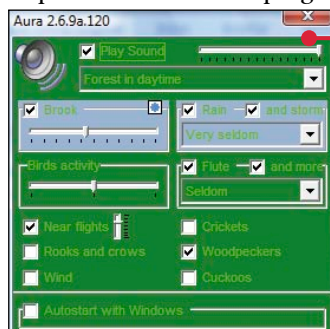 Aura 2.6.9a.120
Play Sound
Forest in daytime
Brook
Rain and storm
Very seldom
Birds activity
Flute and more
Seldom
Near flights
Crickets
Rooks and crows
Woodpeckers
Wind
Cuckoos
Autostart with Windows